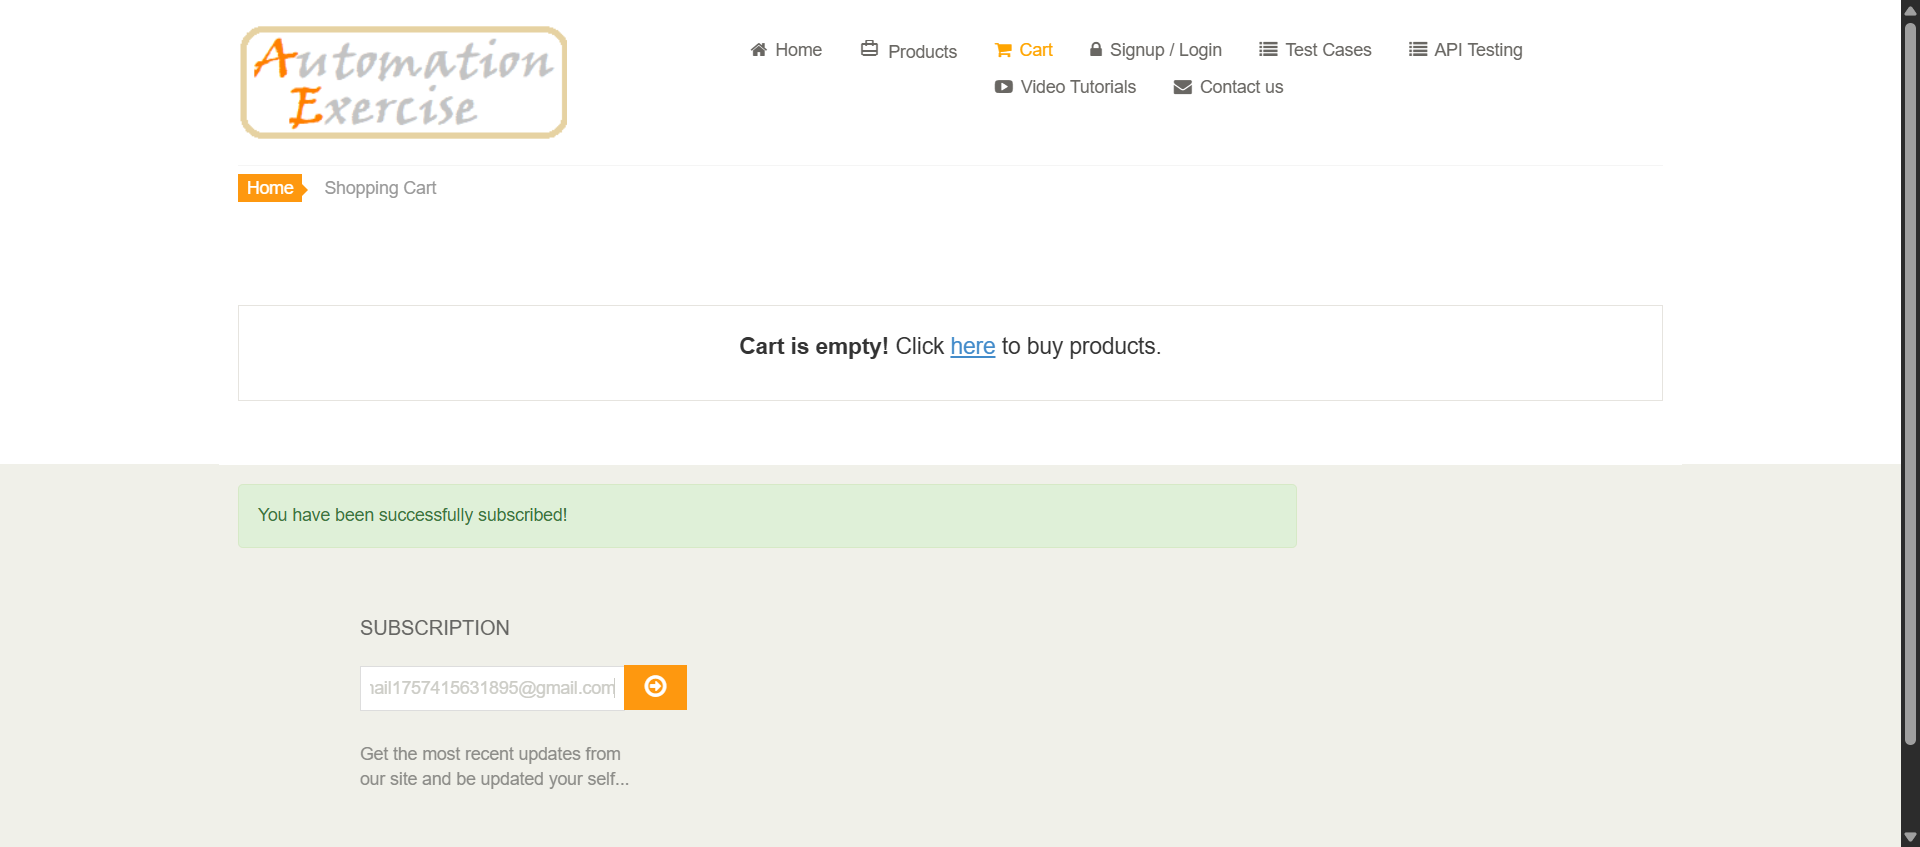 Automation
Exercise
Home
Products
Cart
Signup / Login
Test Cases
API Testing
Video Tutorials
Contact us
Home
Shopping Cart
Cart is empty! Click here to buy products.
You have been successfully subscribed!
SUBSCRIPTION
ail1757415631895@gmail.com
Get the most recent updates from
our site and be updated your self...